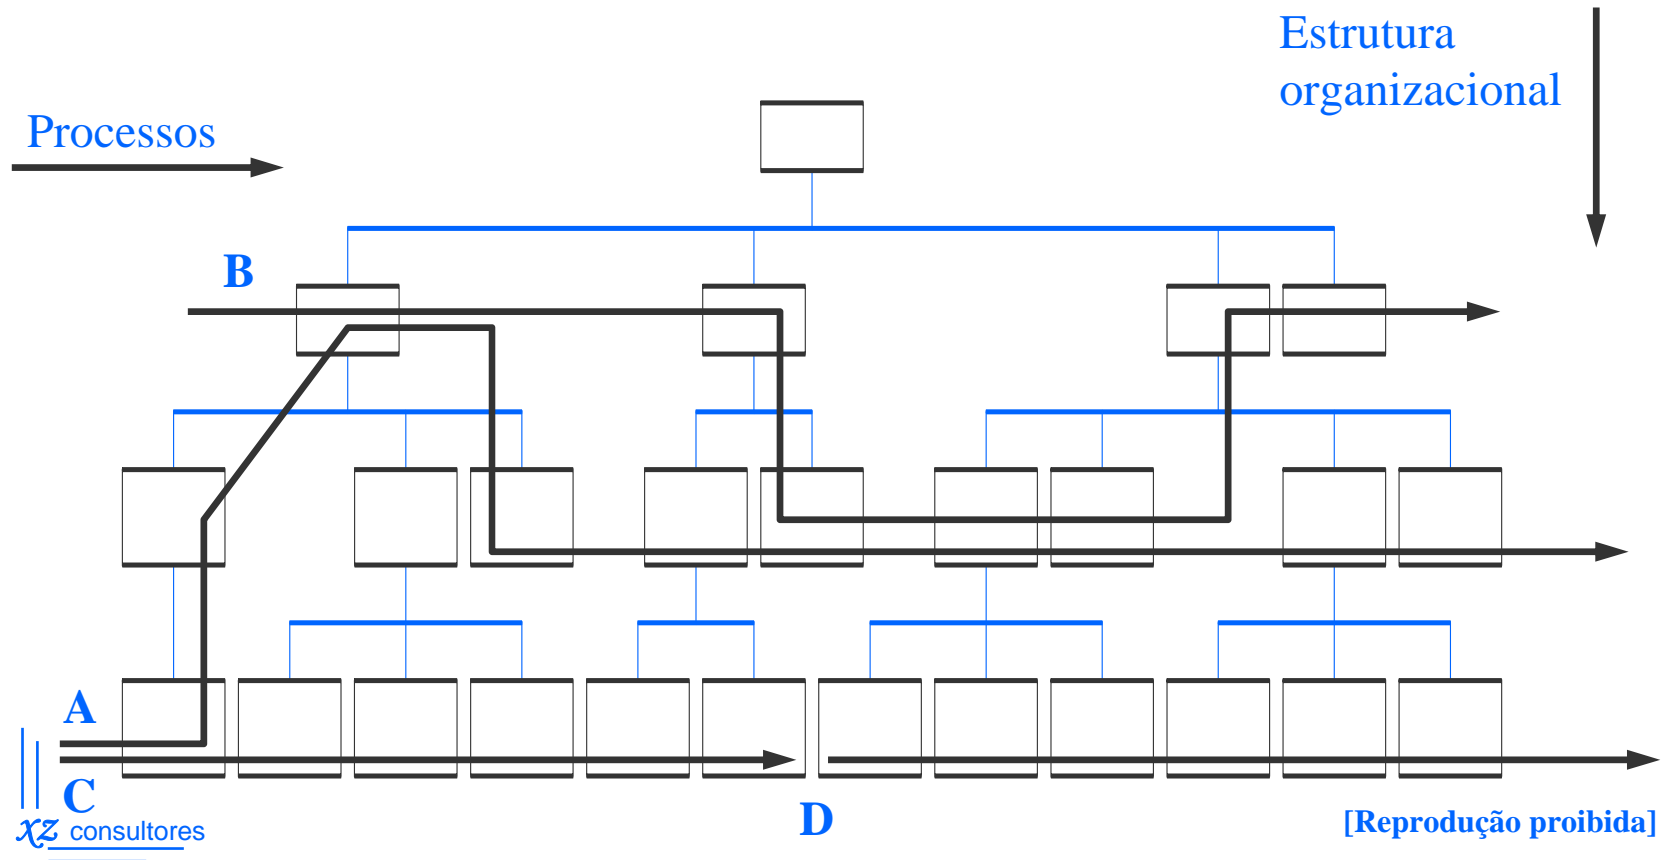 Estrutura
organizacional
Processos
B
A
C
D
xz consultores
[Reprodução proibida]